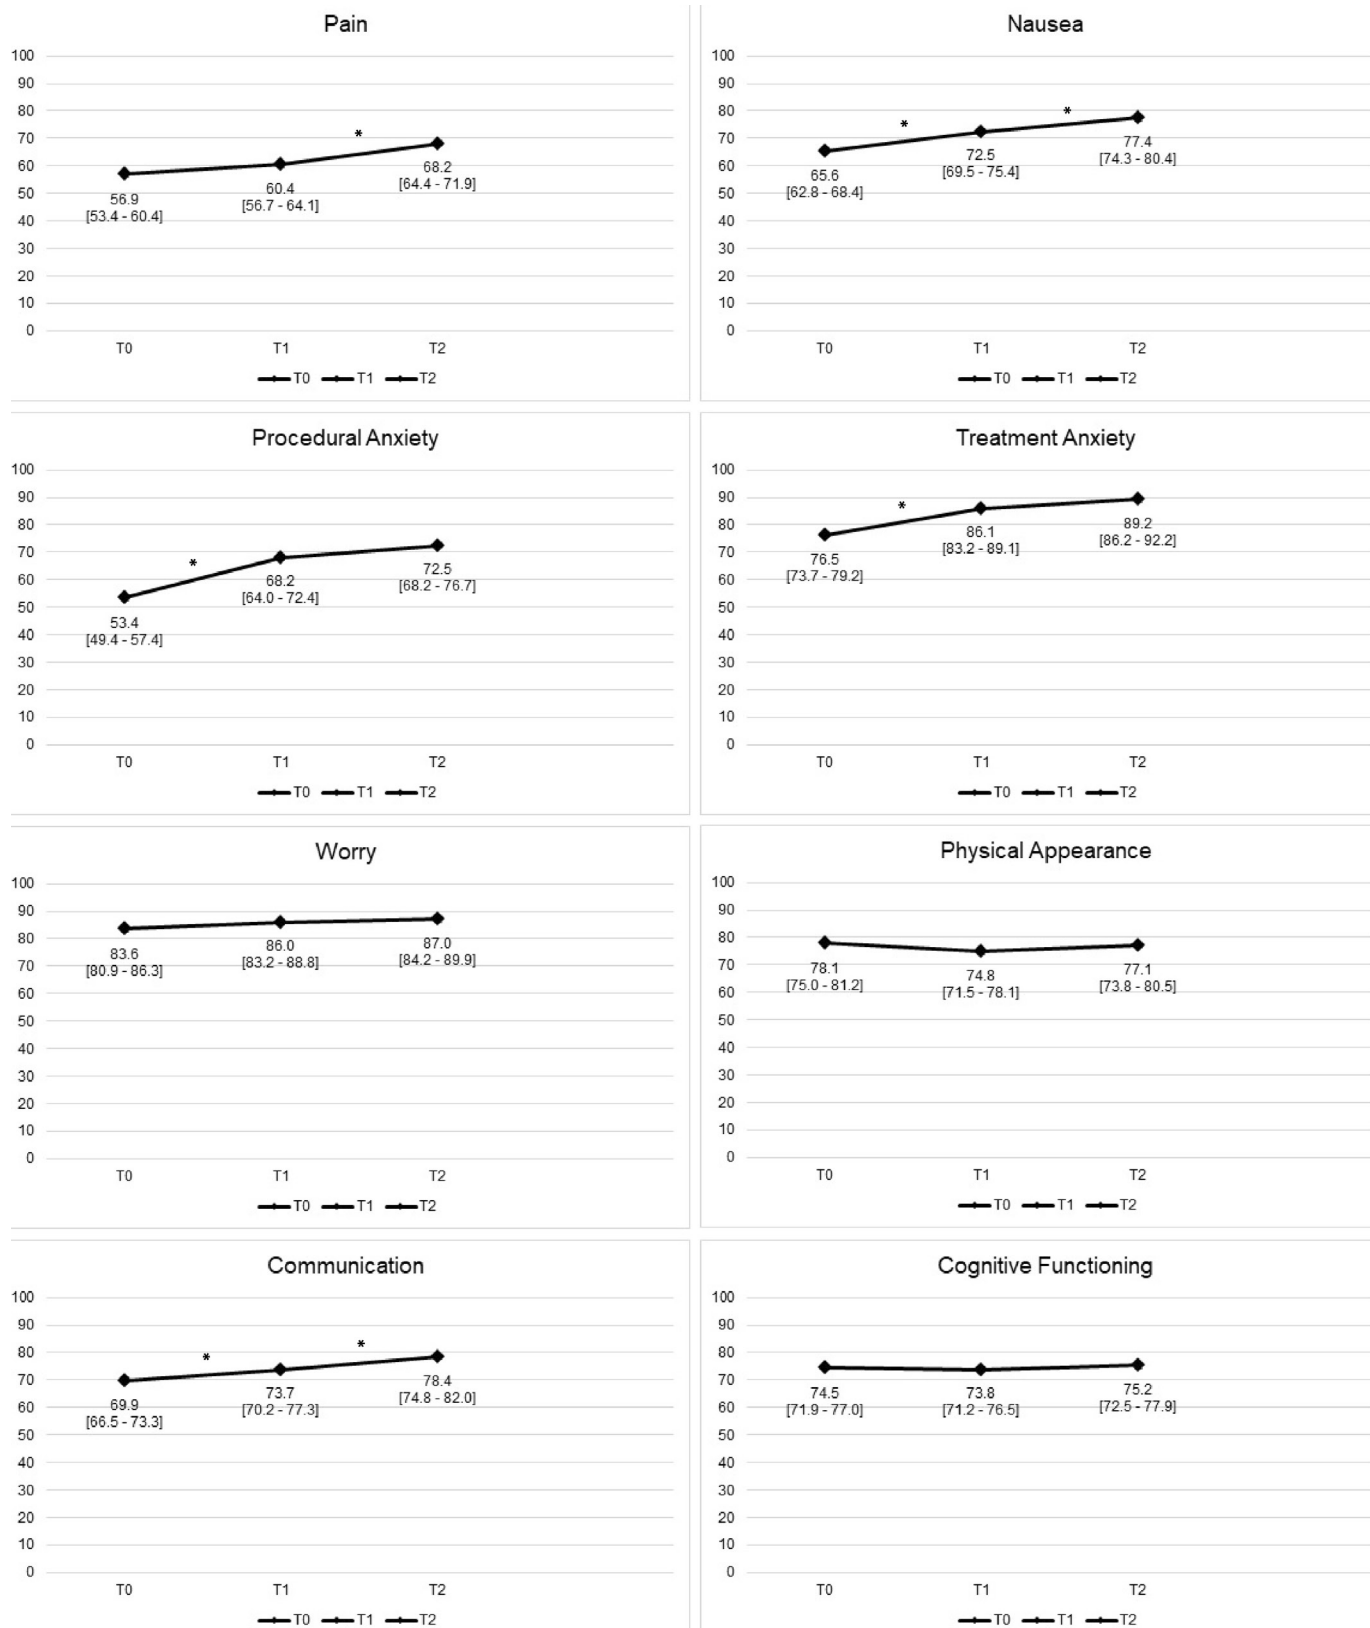 Pain
100
90
80
70
60
50
40
30
20
10
0
*
56.9
[53.4 - 60.4]
60.4
[56.7 - 64.1]
68.2
[64.4 - 71.9]
T0 T1 T2
T0 T1 T2
Nausea
100
90
80
70
60
50
40
30
20
10
0
* *
65.6
[62.8 - 68.4]
72.5
[69.5 - 75.4]
77.4
[74.3 - 80.4]
T0 T1 T2
T0 T1 T2
Procedural Anxiety
100
90
80
70
60
50
40
30
20
10
0
*
53.4
[49.4 - 57.4]
68.2
[64.0 - 72.4]
72.5
[68.2 - 76.7]
T0 T1 T2
T0 T1 T2
Treatment Anxiety
100
90
80
70
60
50
40
30
20
10
0
*
76.5
[73.7 - 79.2]
86.1
[83.2 - 89.1]
89.2
[86.2 - 92.2]
T0 T1 T2
T0 T1 T2
Worry
100
90
80
70
60
50
40
30
20
10
0
83.6
[80.9 - 86.3]
86.0
[83.2 - 88.8]
87.0
[84.2 - 89.9]
T0 T1 T2
T0 T1 T2
Physical Appearance
100
90
80
70
60
50
40
30
20
10
0
78.1
[75.0 - 81.2]
74.8
[71.5 - 78.1]
77.1
[73.8 - 80.5]
T0 T1 T2
T0 T1 T2
Communication
100
90
80
70
60
50
40
30
20
10
0
* *
69.9
[66.5 - 73.3]
73.7
[70.2 - 77.3]
78.4
[74.8 - 82.0]
T0 T1 T2
T0 T1 T2
Cognitive Functioning
100
90
80
70
60
50
40
30
20
10
0
74.5
[71.9 - 77.0]
73.8
[71.2 - 76.5]
75.2
[72.5 - 77.9]
T0 T1 T2
T0 T1 T2